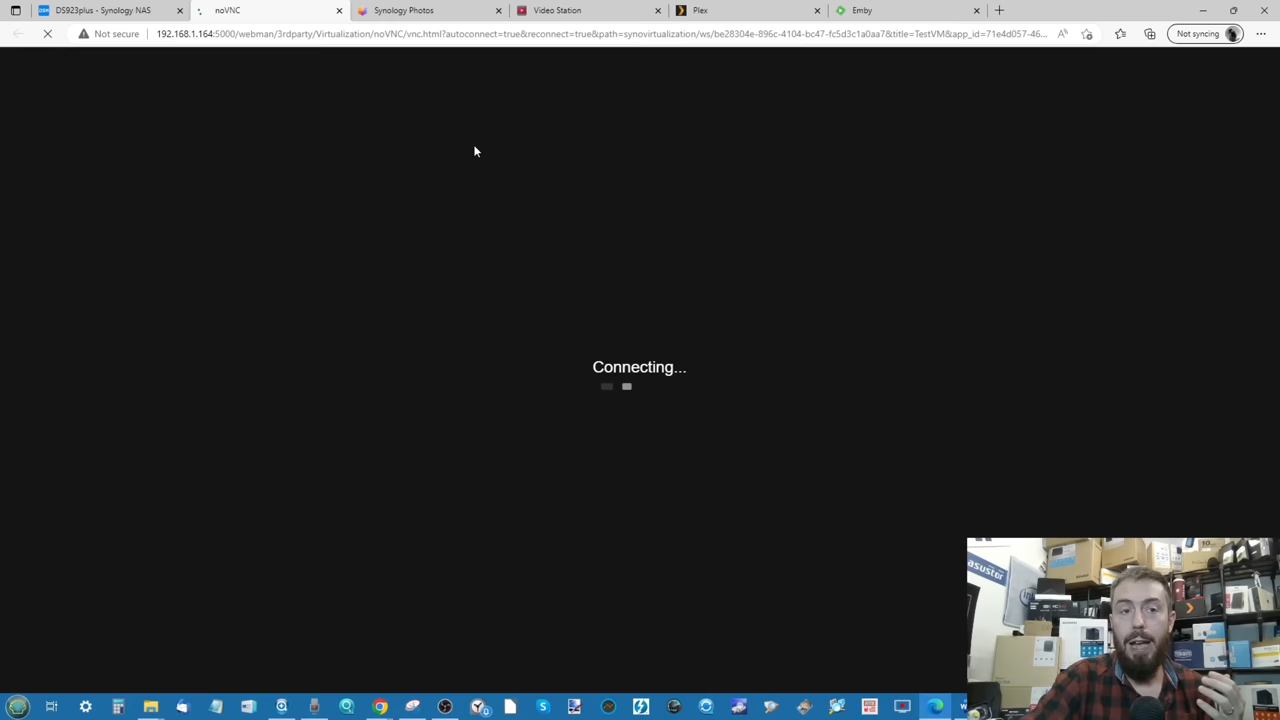 DS923plus - Synology NAS
noVNC
Synology Photos
Video Station
Plex
Emby
Not secure
192.168.1.164:5000/webman/3rdparty/Virtualization/noVNC/vnc.html?autoconnect=true&reconnect=true&path=synovirtualization/ws/be28304e-896c-4104-bc47-fc5d3c1a0aa7&title=TestVM&app_id=71e4d057-46...
Not syncing
Connecting...
asustor